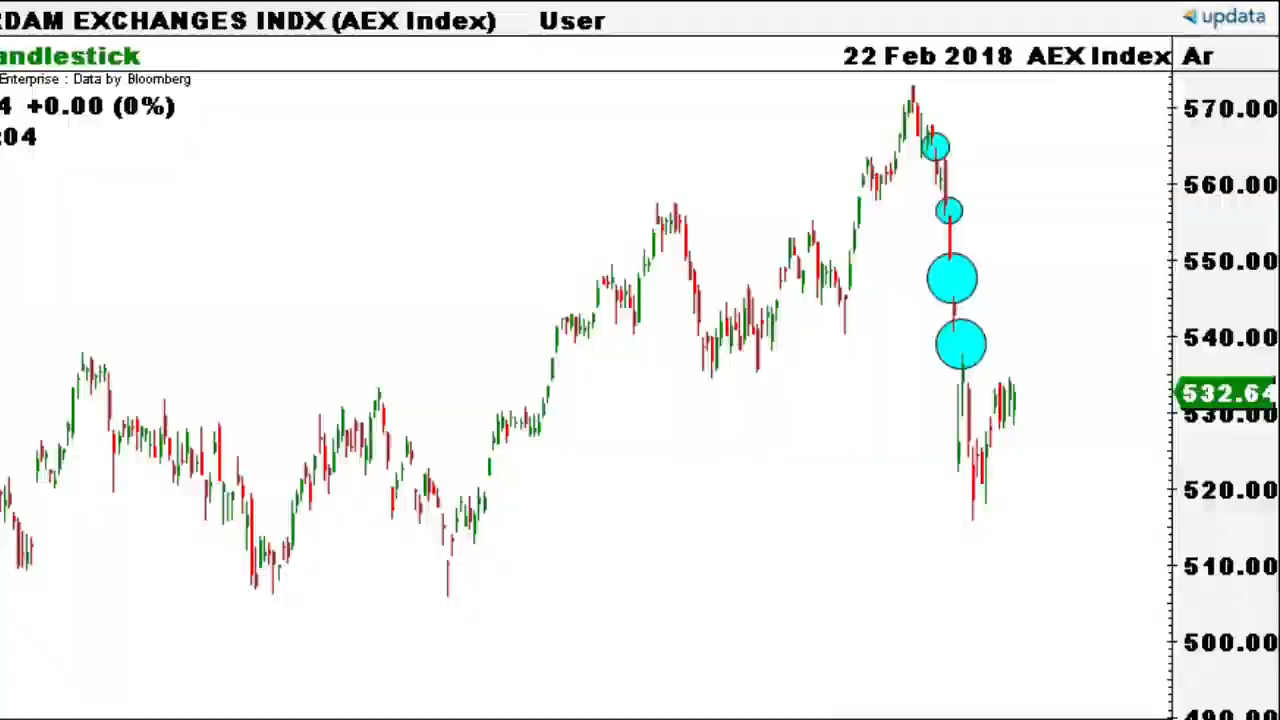 RDAM EXCHANGES INDX (AEX Index) User
updata
andlestick
22 Feb 2018 AEX Index Ar
Enterprise : Data by Bloomberg
4 +0.00 (0%)
:04
570.00
560.00
550.00
540.00
532.64
530.00
520.00
510.00
500.00
490.00